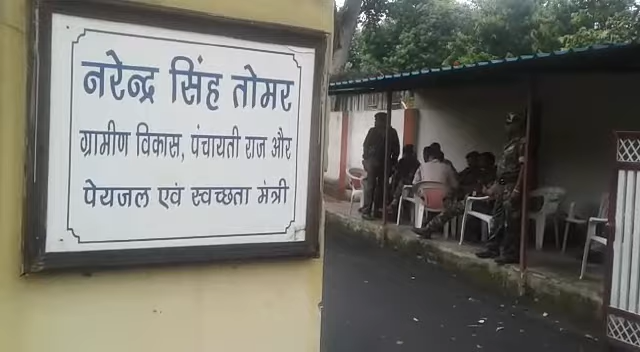 नरेन्द्र सिंह तोमर
ग्रामीण विकास, पंचायती राज और
पेयजल एवं स्वच्छता मंत्री